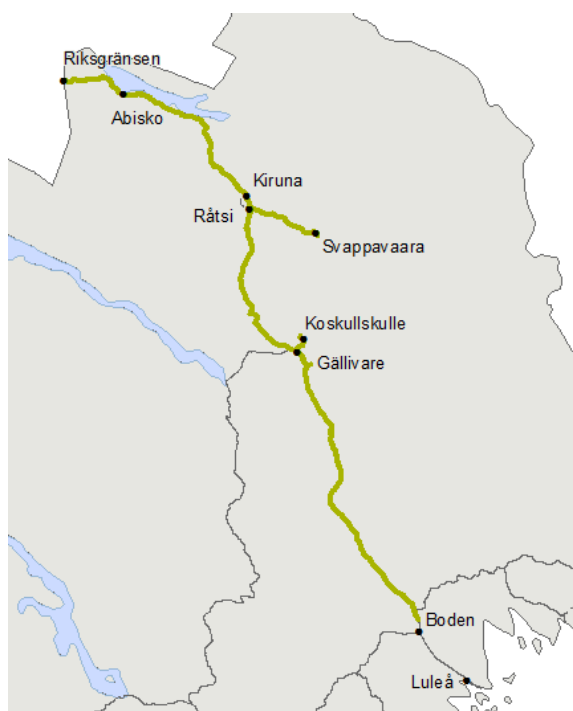 Riksgränsen
Abisko
Kiruna
Råtsi
Svappavaara
Koskullskulle
Gällivare
Boden
Luleå